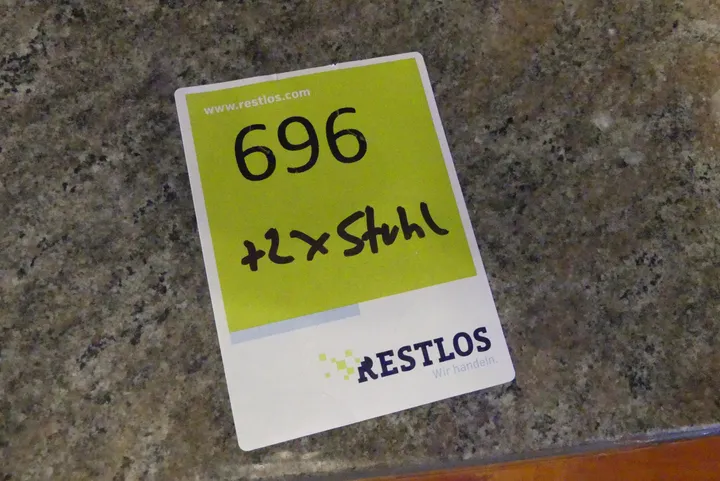 www.restlos.com
696
+2x Stuhl
RESTLOS
Wir handeln.